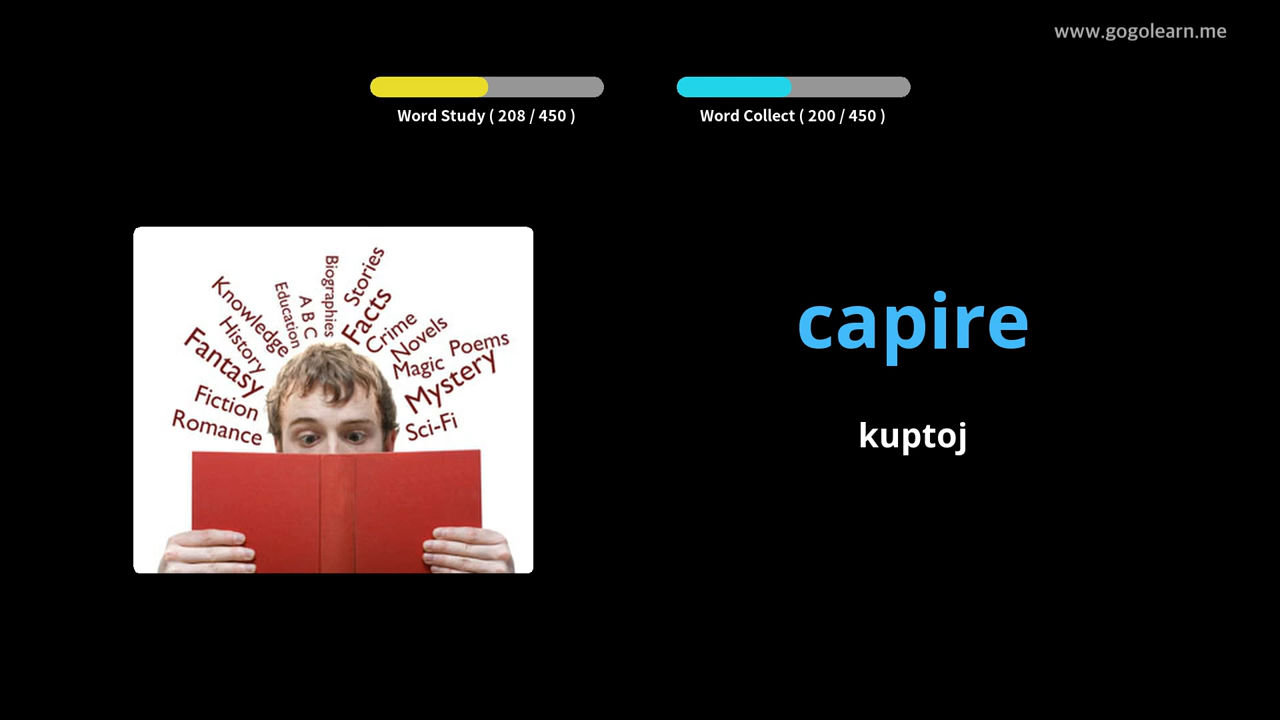 www.gogolearn.me
Word Study ( 208 / 450 )
Word Collect ( 200 / 450 )
Biographies
Stories
Education
A B C
Facts
Knowledge
Crime
History
Novels
Poems
Fantasy
Magic
Mystery
Fiction
Romance
Sci-Fi
capire
kuptoj